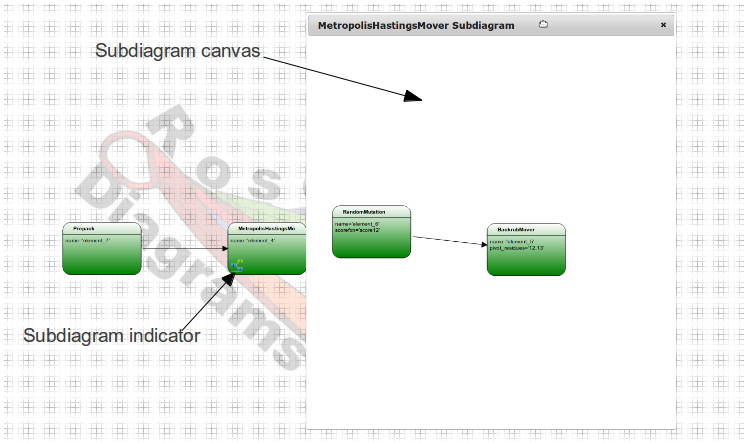 MetropolisHastingsMover Subdiagram
Subdiagram canvas
Ros
Diagrams
RandomMutation
name='element_6'
scorefxn='score12'
BackrubMover
name='element_5'
pivot_residues='12,13'
Prepack
name='element_7'
MetropolisHastingsMo
name='element_4'
Subdiagram indicator